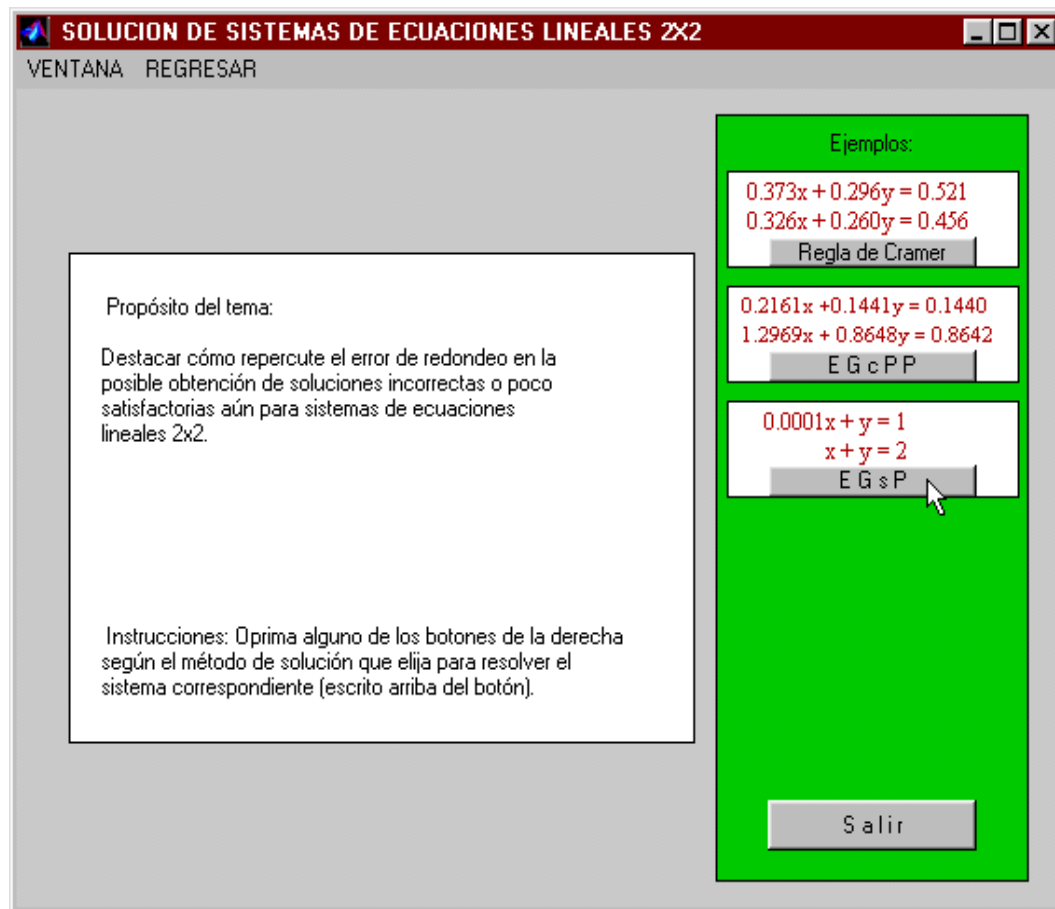 SOLUCION DE SISTEMAS DE ECUACIONES LINEALES 2X2
VENTANA REGRESAR
Propósito del tema:
Destacar cómo repercute el error de redondeo en la
posible obtención de soluciones incorrectas o poco
satisfactorias aún para sistemas de ecuaciones
lineales 2x2.
Instrucciones: Oprima alguno de los botones de la derecha
según el método de solución que elija para resolver el
sistema correspondiente (escrito arriba del botón).
Ejemplos:
0.373x + 0.296y = 0.521
0.326x + 0.260y = 0.456
Regla de Cramer
0.2161x +0.1441y = 0.1440
1.2969x + 0.8648y = 0.8642
E G c P P
0.0001x + y = 1
x + y = 2
E G s P
S a l i r